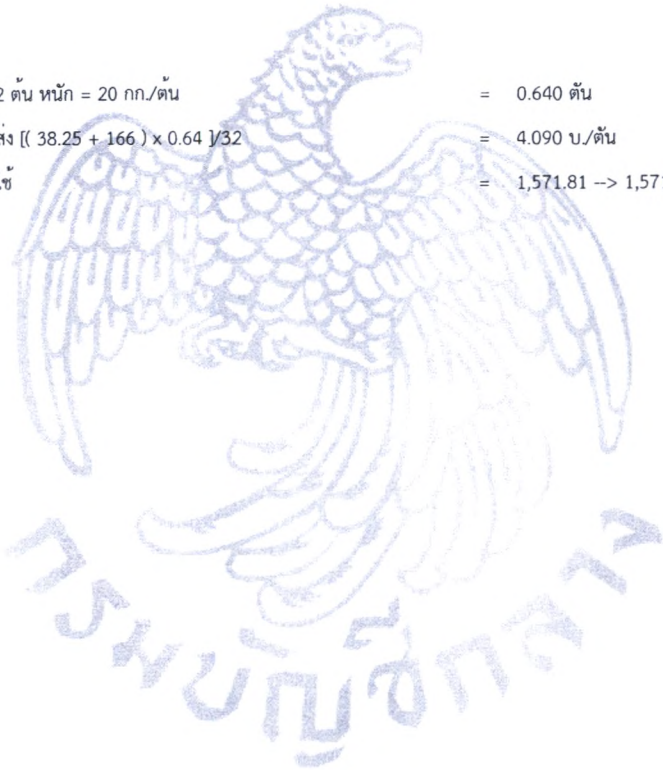 2 ต้น หนัก = 20 กก./ต้น = 0.640 ตัน
ส่ง [( 38.25 + 166 ) x 0.64 ]/32 = 4.090 บ./ต้น
ใช้ = 1,571.81 --> 1,571
กรมบัญชีกลาง